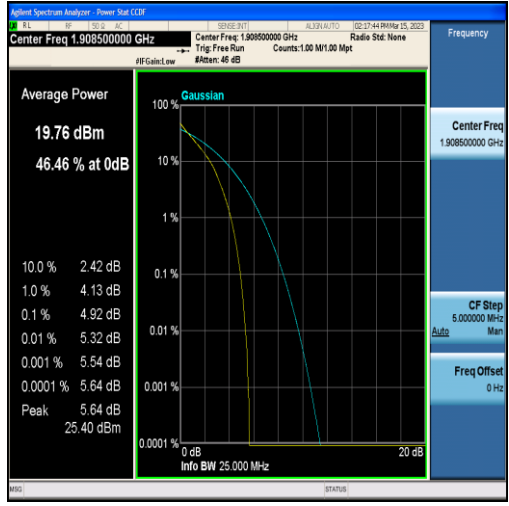 Agilent Spectrum Analyzer - Power Stat CCDF
RL RF 50 Ω AC SENSE:INT ALIGN AUTO 02:17:44 PM Mar 15, 2023
Center Freq 1.908500000 GHz
Center Freq: 1.908500000 GHz Radio Std: None
Trig: Free Run Counts:1.00 M/1.00 Mpt
#IFGain:Low #Atten: 46 dB
Frequency
Average Power
19.76 dBm
46.46 % at 0dB
10.0 % 2.42 dB
1.0 % 4.13 dB
0.1 % 4.92 dB
0.01 % 5.32 dB
0.001 % 5.54 dB
0.0001 % 5.64 dB
Peak 5.64 dB
25.40 dBm
Gaussian
100 %
10 %
1 %
0.1 %
0.01 %
0.001 %
0.0001 %
0 dB 20 dB
Info BW 25.000 MHz
Center Freq
1.908500000 GHz
CF Step
5.000000 MHz
Auto Man
Freq Offset
0 Hz
MSG STATUS